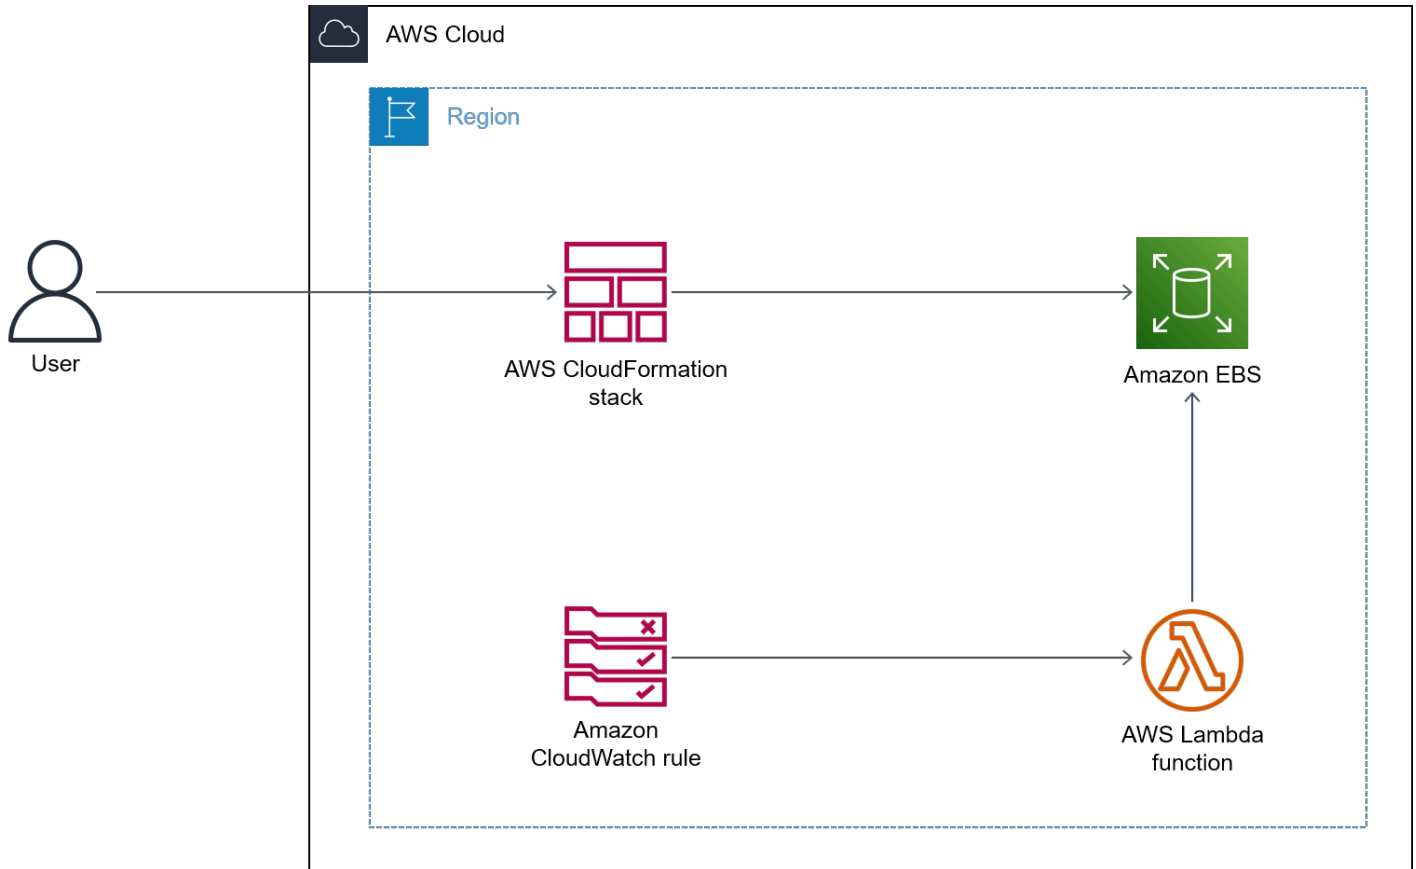 AWS Cloud
Region
User
AWS CloudFormation
stack
Amazon EBS
Amazon
CloudWatch rule
AWS Lambda
function